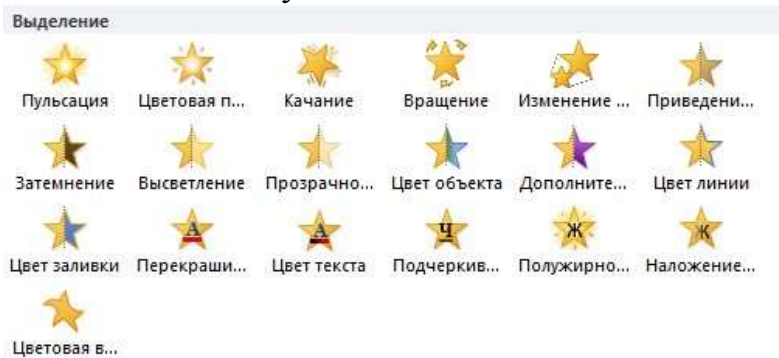 Выделение
Пульсация Цветовая п... Качание Вращение Изменение ... Приведени...
Затемнение Высветление Прозрачно... Цвет объекта Дополните... Цвет линии
Цвет заливки Перекраши... Цвет текста Подчеркив... Полужирно... Наложение...
Цветовая в...